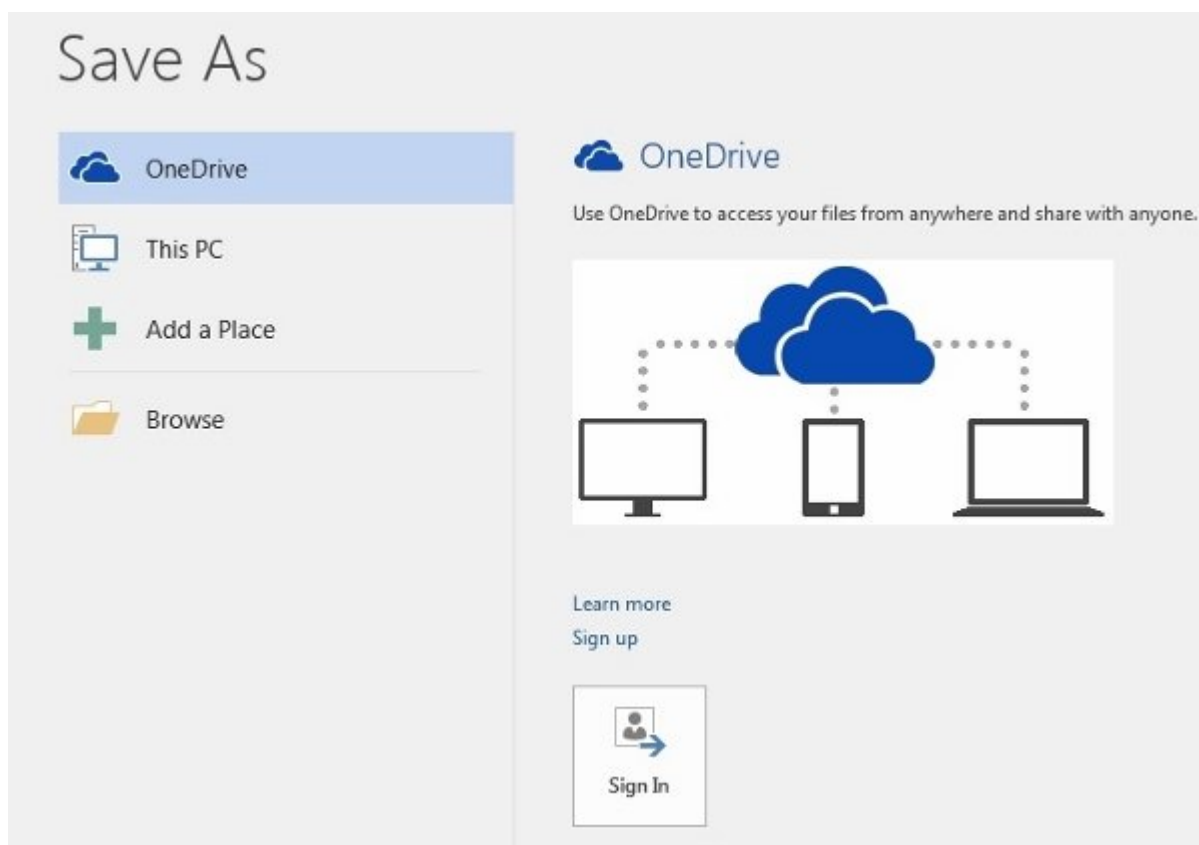 Save As
OneDrive
This PC
Add a Place
Browse
OneDrive
Use OneDrive to access your files from anywhere and share with anyone.
Learn more
Sign up
Sign In